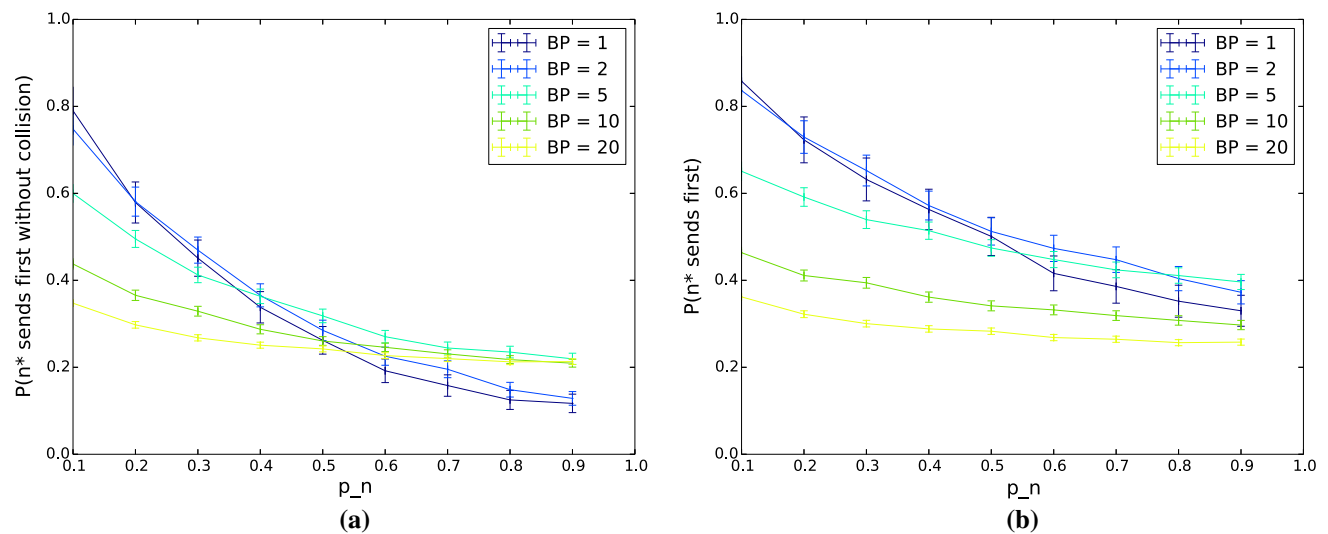 1.0
0.8
0.6
0.4
0.2
0.0
P(n* sends first without collision)
BP = 1
BP = 2
BP = 5
BP = 10
BP = 20
0.1 0.2 0.3 0.4 0.5 0.6 0.7 0.8 0.9 1.0
p_n
(a)
1.0
0.8
0.6
0.4
0.2
0.0
P(n* sends first)
BP = 1
BP = 2
BP = 5
BP = 10
BP = 20
0.1 0.2 0.3 0.4 0.5 0.6 0.7 0.8 0.9 1.0
p_n
(b)